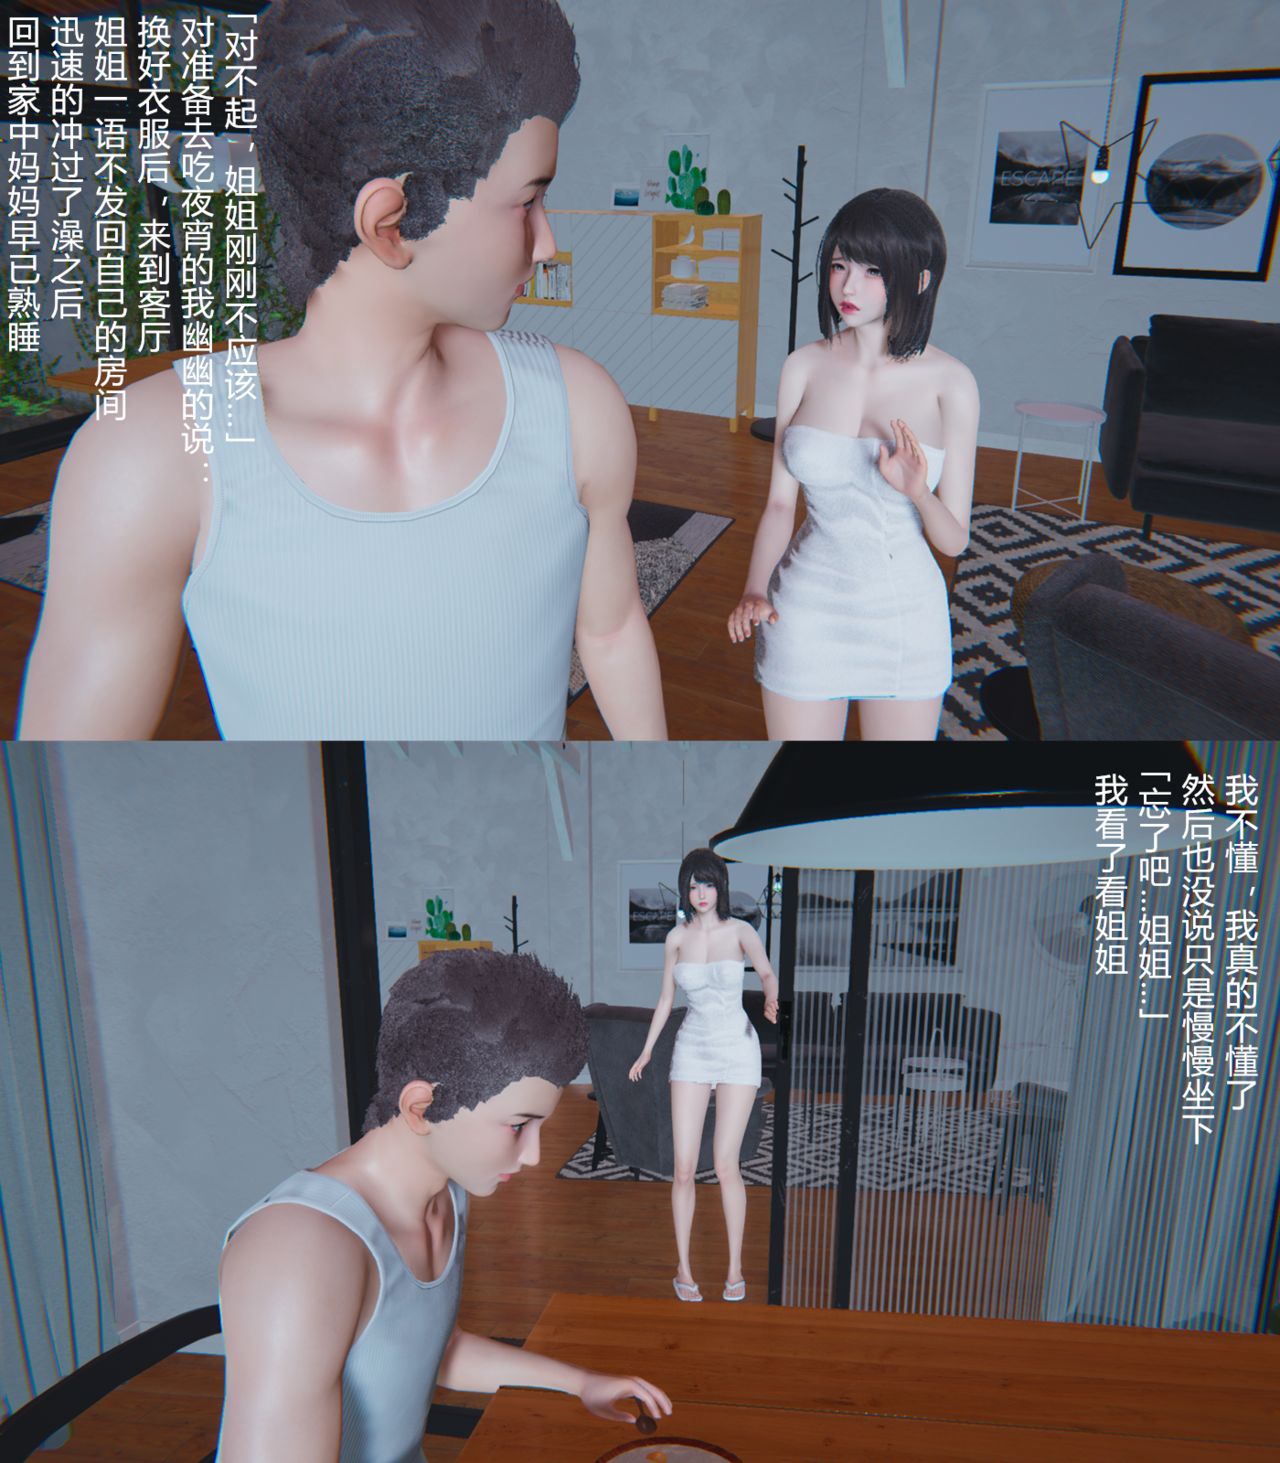 回到家中妈妈早已熟睡
迅速的冲过了澡之后
姐姐一语不发回自己的房间
换好衣服后，来到客厅
对准备去吃夜宵的我幽幽的说：
「对不起，姐姐刚刚不应该...」
ESCAPE
我看了看姐姐
「忘了吧...姐姐...」
然后也没说只是慢慢坐下
我不懂，我真的不懂了
ESCAPE